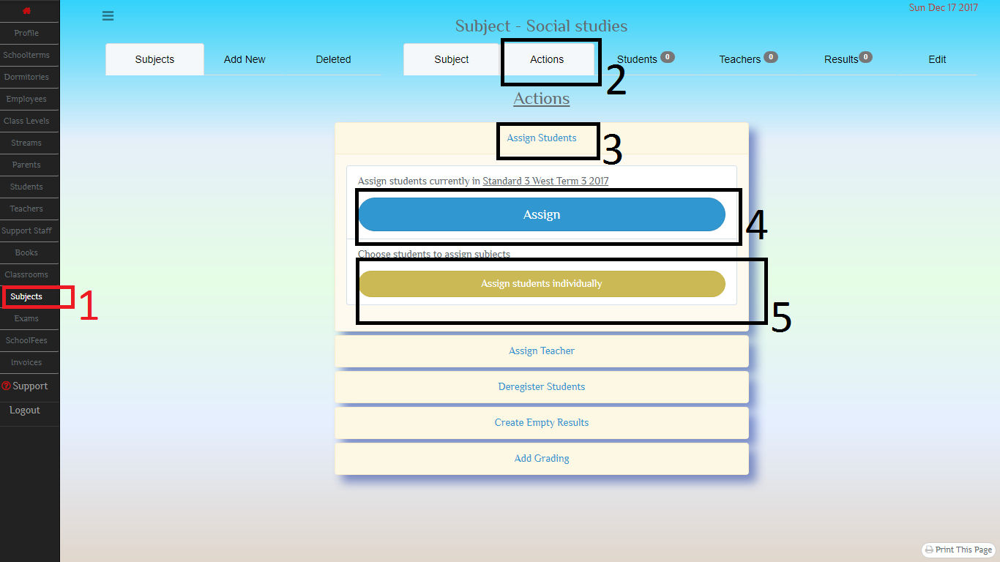 Sun Dec 17 2017
Subject - Social studies
Subjects Add New Deleted Subject Actions Students 0 Teachers 0 Results 0 Edit
2
Actions
Profile
Schoolterms
Dormitories
Employees
Class Levels
Streams
Parents
Students
Teachers
Support Staff
Books
Classrooms
Subjects
1
Exams
SchoolFees
Invoices
Support
Logout
Assign Students
3
Assign students currently in Standard 3 West Term 3 2017
Assign
4
Choose students to assign subjects
Assign students individually
5
Assign Teacher
Deregister Students
Create Empty Results
Add Grading
Print This Page